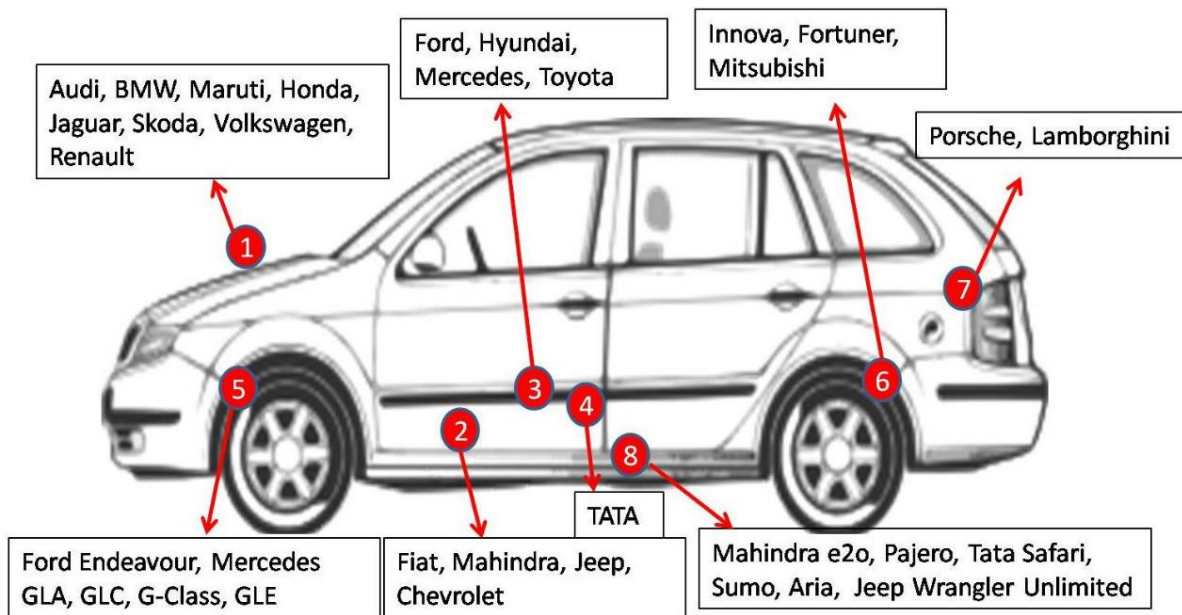 Audi, BMW, Maruti, Honda,
Jaguar, Skoda, Volkswagen,
Renault
Ford, Hyundai,
Mercedes, Toyota
Innova, Fortuner,
Mitsubishi
Porsche, Lamborghini
1
7
5
3
6
4
2
8
TATA
Ford Endeavour, Mercedes
GLA, GLC, G-Class, GLE
Fiat, Mahindra, Jeep,
Chevrolet
Mahindra e2o, Pajero, Tata Safari,
Sumo, Aria, Jeep Wrangler Unlimited